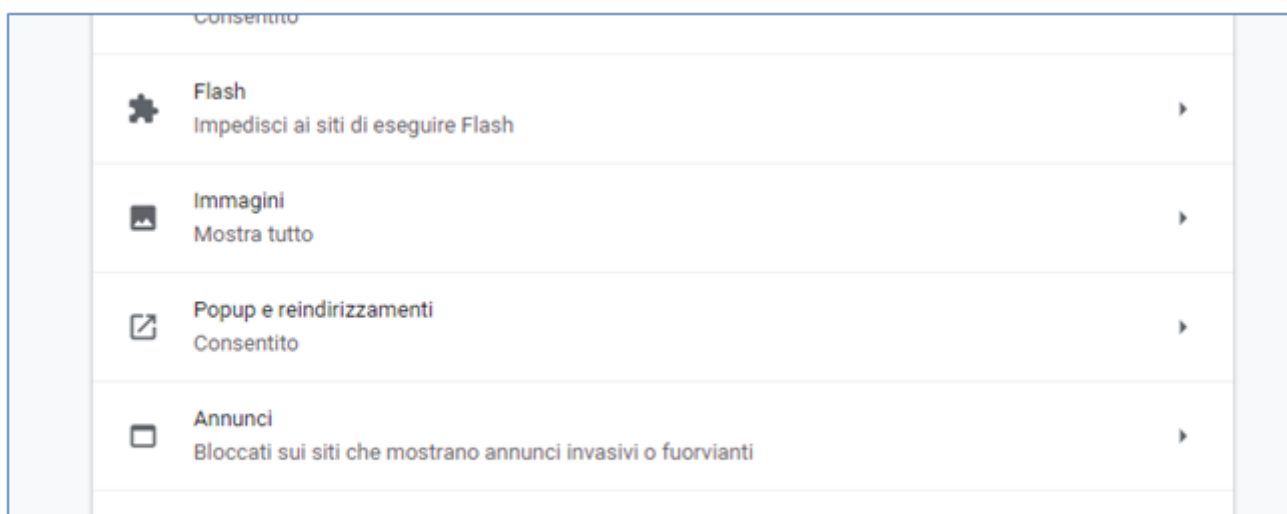 Consentito
Flash
Impedisci ai siti di eseguire Flash
Immagini
Mostra tutto
Popup e reindirizzamenti
Consentito
Annunci
Bloccati sui siti che mostrano annunci invasivi o fuorvianti